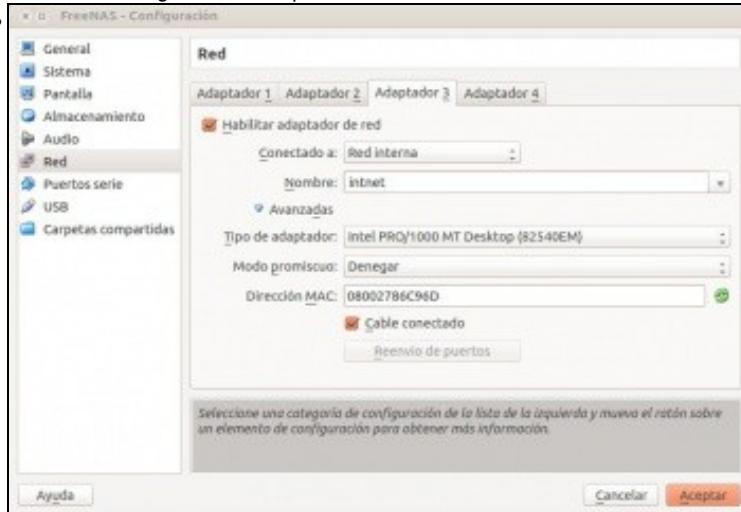 FreeNAS - Configuración
General
Sistema
Pantalla
Almacenamiento
Audio
Red
Puertos serie
USB
Carpetas compartidas
Red
Adaptador 1 Adaptador 2 Adaptador 3 Adaptador 4
Habilitar adaptador de red
Conectado a: Red interna
Nombre: intnet
Avanzadas
Tipo de adaptador: Intel PRO/1000 MT Desktop (82540EM)
Modo promiscuo: Denegar
Dirección MAC: 08002786C96D
Cable conectado
Reenvío de puertos
Seleccione una categoría de configuración de la lista de la izquierda y mueva el ratón sobre
un elemento de configuración para obtener más información.
Ayuda Cancelar Aceptar